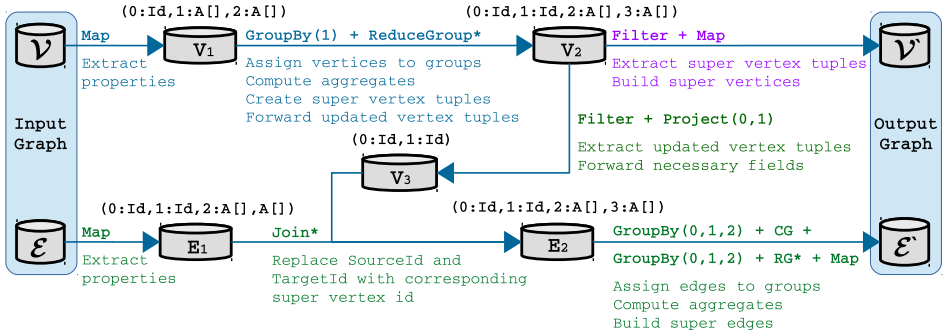 (0:Id,1:A[],2:A[])
(0:Id,1:Id,2:A[],3:A[])
V
Map
Extract
properties
V1
GroupBy(1) + ReduceGroup*
Assign vertices to groups
Compute aggregates
Create super vertex tuples
Forward updated vertex tuples
V2
Filter + Map
Extract super vertex tuples
Build super vertices
V`
Input
Graph
Filter + Project(0,1)
Extract updated vertex tuples
Forward necessary fields
Output
Graph
(0:Id,1:Id)
V3
(0:Id,1:Id,2:A[],A[])
(0:Id,1:Id,2:A[],3:A[])
E
Map
Extract
properties
E1
Join*
Replace SourceId and
TargetId with corresponding
super vertex id
E2
GroupBy(0,1,2) + CG +
GroupBy(0,1,2) + RG* + Map
Assign edges to groups
Compute aggregates
Build super edges
E`